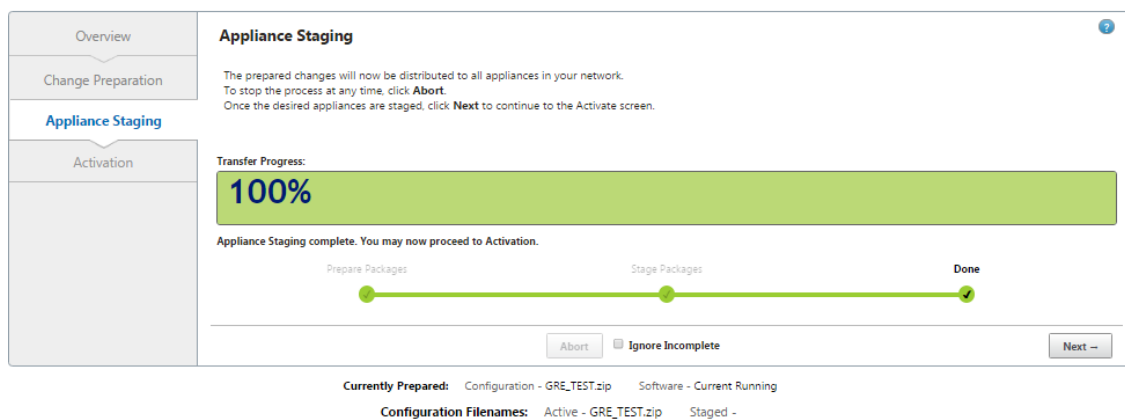 Overview
Change Preparation
Appliance Staging
Activation
Appliance Staging
?
The prepared changes will now be distributed to all appliances in your network.
To stop the process at any time, click Abort.
Once the desired appliances are staged, click Next to continue to the Activate screen.
Transfer Progress:
100%
Appliance Staging complete. You may now proceed to Activation.
Prepare Packages Stage Packages Done
Abort Ignore Incomplete Next →
Currently Prepared: Configuration - GRE_TEST.zip Software - Current Running
Configuration Filenames: Active - GRE_TEST.zip Staged -